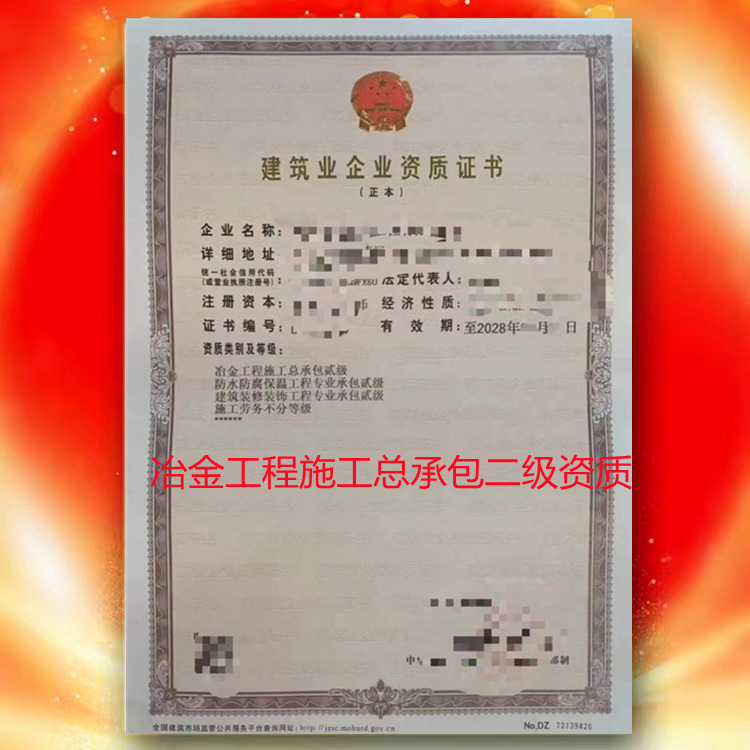 建筑业企业资质证书
(正本)
企业名称:
详细地址
统一社会信用代码
(或营业执照注册号):
法定代表人:
注册资本:
经济性质:
证书编号:
有效期:至2028年 月 日
资质类别及等级:
冶金工程施工总承包贰级
防水防腐保温工程专业承包贰级
建筑装修装饰工程专业承包贰级
施工劳务不分等级
******
冶金工程施工总承包二级资质
全国建筑市场监管公共服务平台查询网址:http://jzsc.mohurd.gov.cn
No.DZ 22139420